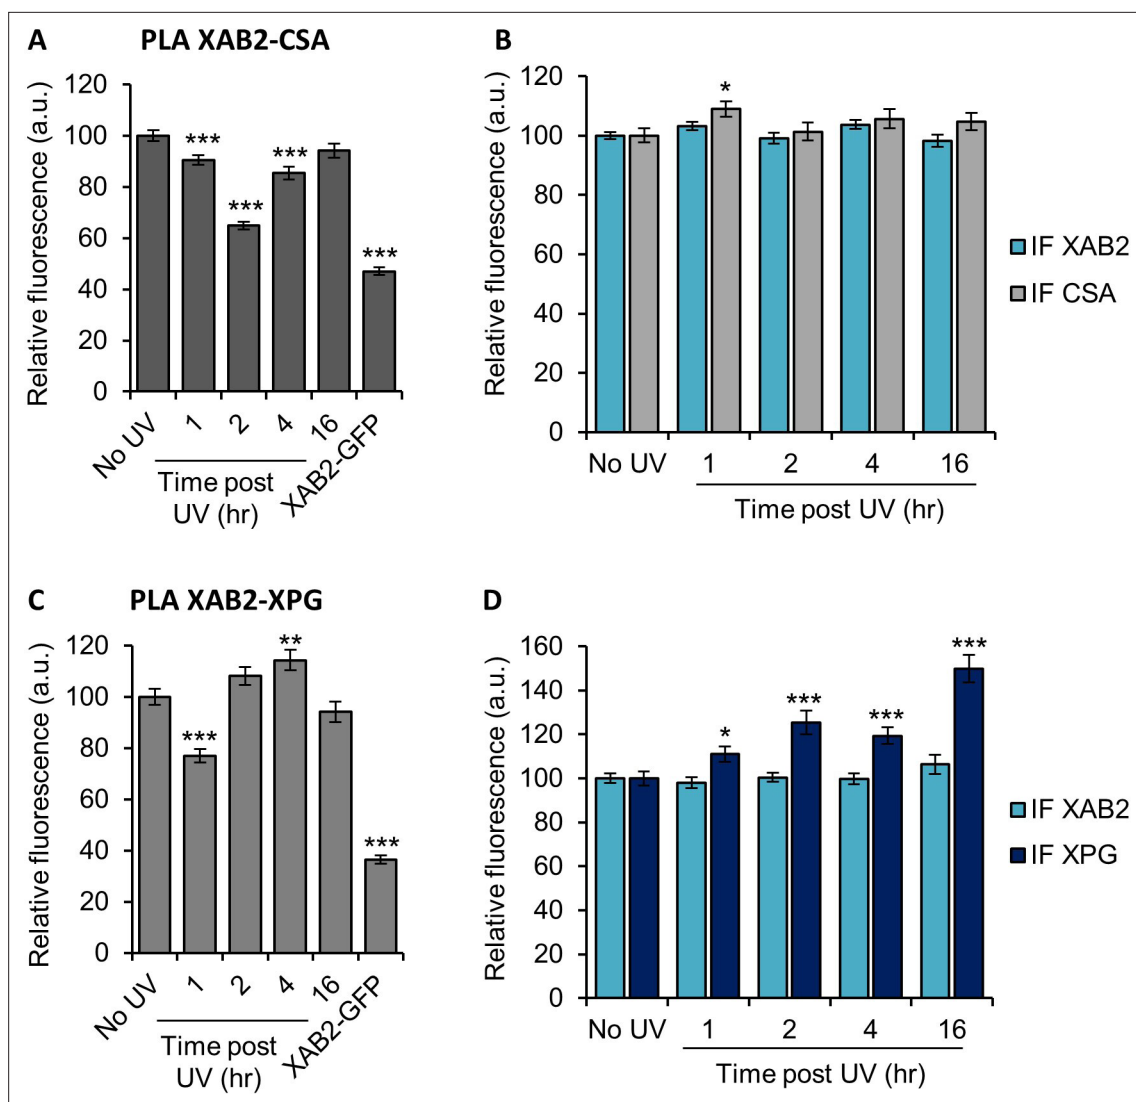 A PLA XAB2-CSA
Relative fluorescence (a.u.)
120
100
80
60
40
20
0
***
***
***
***
No UV 1 2 4 16 XAB2-GFP
Time post
UV (hr)
B
Relative fluorescence (a.u.)
120
100
80
60
40
20
0
*
No UV 1 2 4 16
Time post UV (hr)
IF XAB2
IF CSA
C PLA XAB2-XPG
Relative fluorescence (a.u.)
120
100
80
60
40
20
0
***
**
***
No UV 1 2 4 16 XAB2-GFP
Time post
UV (hr)
D
Relative fluorescence (a.u.)
160
140
120
100
80
60
40
20
0
*
***
***
***
No UV 1 2 4 16
Time post UV (hr)
IF XAB2
IF XPG